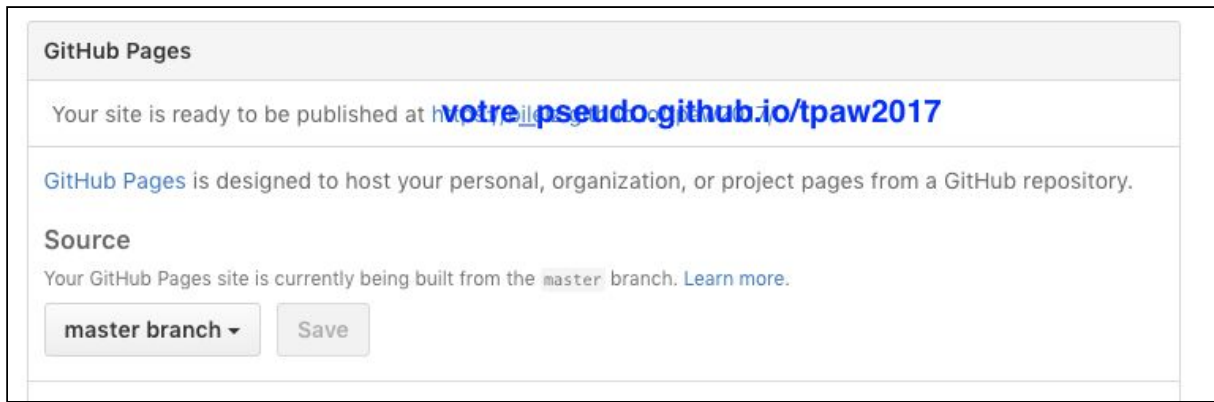 GitHub Pages
Your site is ready to be published at votre_pseudo.github.io/tpaw2017
GitHub Pages is designed to host your personal, organization, or project pages from a GitHub repository.
Source
Your GitHub Pages site is currently being built from the master branch. Learn more.
master branch Save